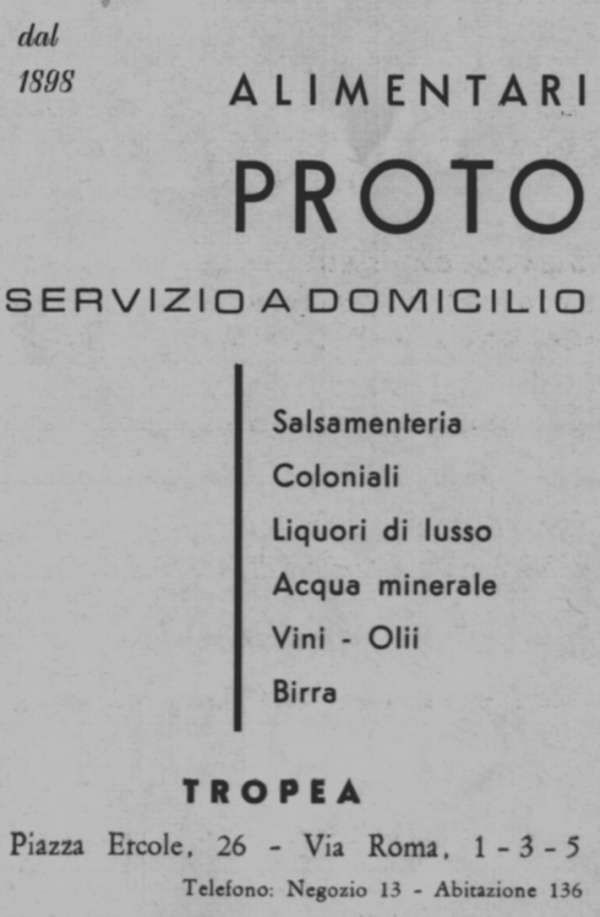 dal
1898
ALIMENTARI
PROTO
SERVIZIO A DOMICILIO
Salsamenteria
Coloniali
Liquori di lusso
Acqua minerale
Vini - Olii
Birra
TROPEA
Piazza Ercole, 26 - Via Roma, 1-3-5
Telefono: Negozio 13 - Abitazione 136